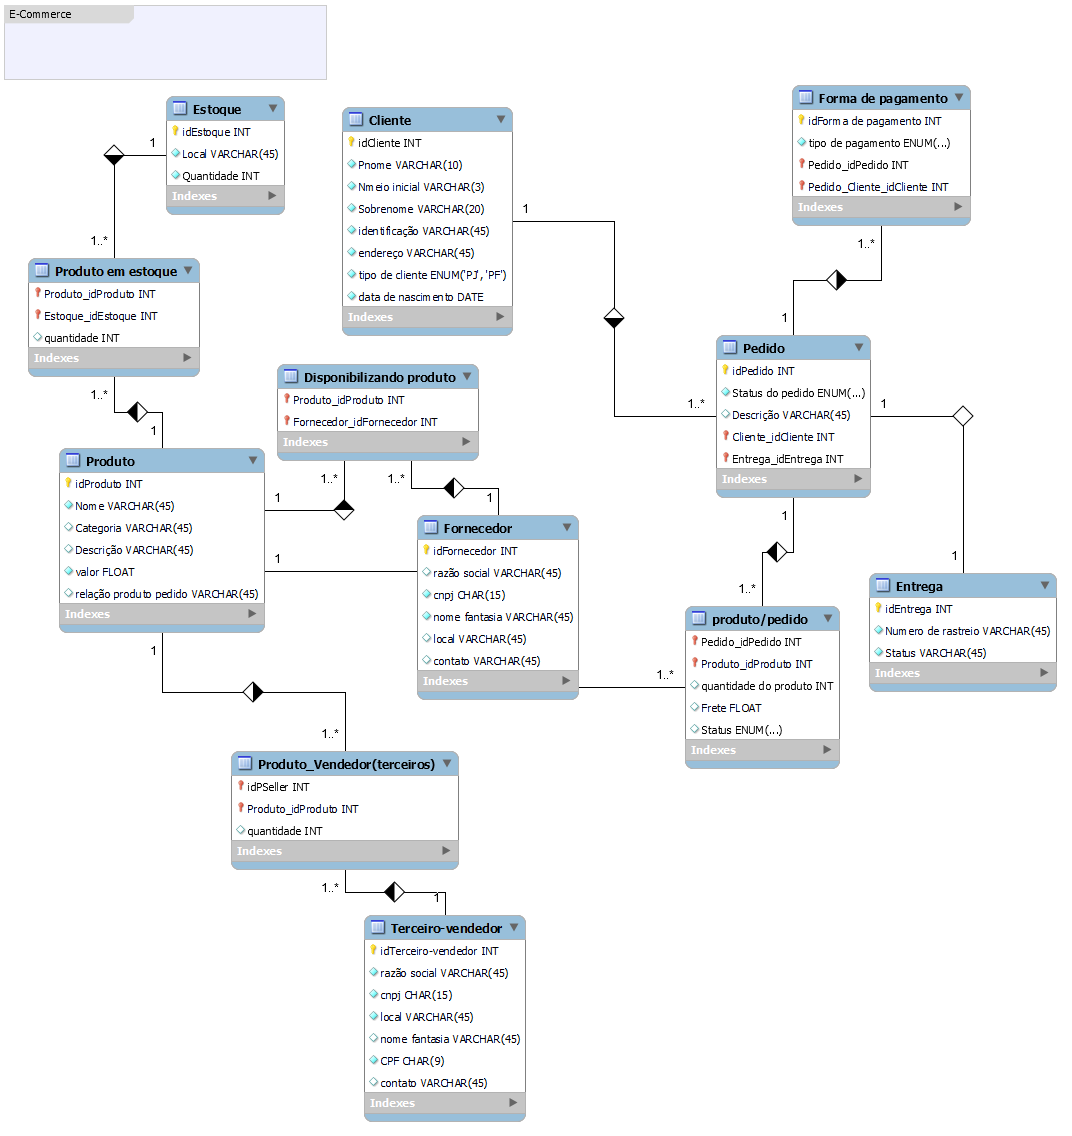 E-Commerce
Estoque
idEstoque INT
Local VARCHAR(45)
Quantidade INT
Indexes
1
1..*
Cliente
idCliente INT
Pnome VARCHAR(10)
Nmeio inicial VARCHAR(3)
Sobrenome VARCHAR(20)
identificação VARCHAR(45)
endereço VARCHAR(45)
tipo de cliente ENUM('PJ', 'PF')
data de nascimento DATE
Indexes
1
1..*
Forma de pagamento
idForma de pagamento INT
tipo de pagamento ENUM(...)
Pedido_idPedido INT
Pedido_Cliente_idCliente INT
Indexes
1..*
1
Produto em estoque
Produto_idProduto INT
Estoque_idEstoque INT
quantidade INT
Indexes
1..*
1
Pedido
idPedido INT
Status do pedido ENUM(...)
Descrição VARCHAR(45)
Cliente_idCliente INT
Entrega_idEntrega INT
Indexes
1
1
1
1..*
Disponibilizando produto
Produto_idProduto INT
Fornecedor_idFornecedor INT
Indexes
1..*
1..*
1
1
Produto
idProduto INT
Nome VARCHAR(45)
Categoria VARCHAR(45)
Descrição VARCHAR(45)
valor FLOAT
relação produto pedido VARCHAR(45)
Indexes
1
1
1..*
Fornecedor
idFornecedor INT
razão social VARCHAR(45)
cnpj CHAR(15)
nome fantasia VARCHAR(45)
local VARCHAR(45)
contato VARCHAR(45)
Indexes
1..*
Entrega
idEntrega INT
Numero de rastreio VARCHAR(45)
Status VARCHAR(45)
Indexes
produto/pedido
Pedido_idPedido INT
Produto_idProduto INT
quantidade do produto INT
Frete FLOAT
Status ENUM(...)
Indexes
Produto_Vendedor(terceiros)
idPSeller INT
Produto_idProduto INT
quantidade INT
Indexes
1..*
1
Terceiro-vendedor
idTerceiro-vendedor INT
razão social VARCHAR(45)
cnpj CHAR(15)
local VARCHAR(45)
nome fantasia VARCHAR(45)
CPF CHAR(9)
contato VARCHAR(45)
Indexes